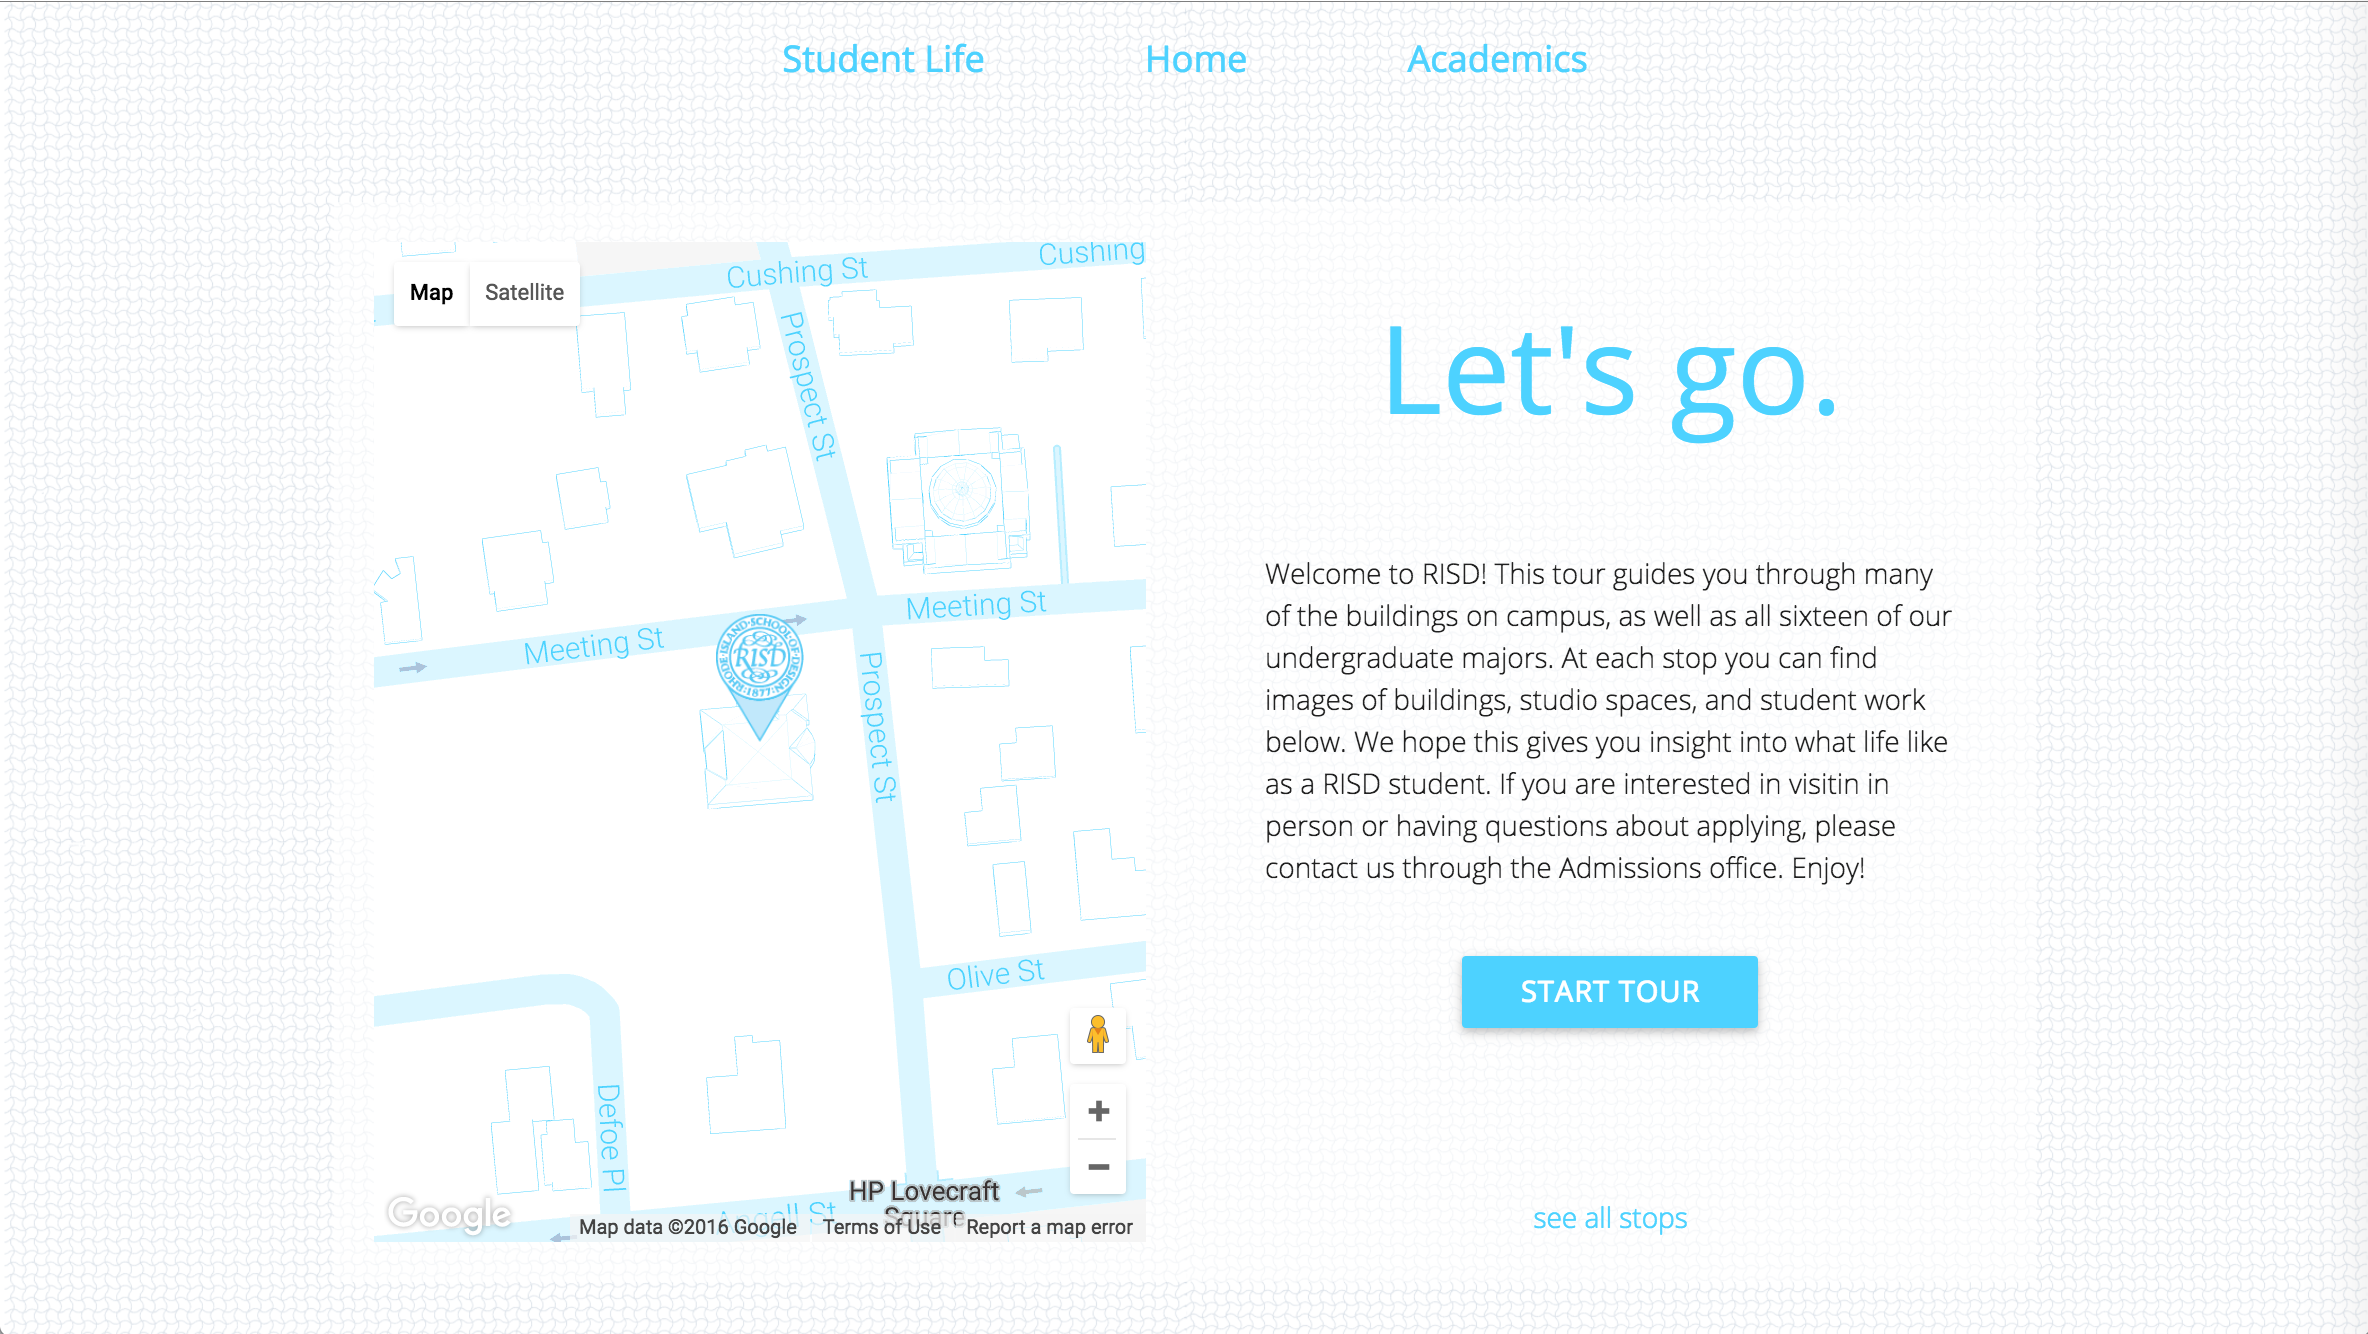 Student Life
Home
Academics
Map
Satellite
Cushing St
Cushing
Prospect St
Let's go.
Welcome to RISD! This tour guides you through many
of the buildings on campus, as well as all sixteen of our
undergraduate majors. At each stop you can find
images of buildings, studio spaces, and student work
below. We hope this gives you insight into what life like
as a RISD student. If you are interested in visitin in
person or having questions about applying, please
contact us through the Admissions office. Enjoy!
Meeting St
Meeting St
RHODE·ISLAND·SCHOOL·OF·DESIGN
RISD
·1877·
Prospect St
Olive St
START TOUR
Defoe Pl
HP Lovecraft
Square
Angell St
see all stops
Google
Map data ©2016 Google
Terms of Use
Report a map error